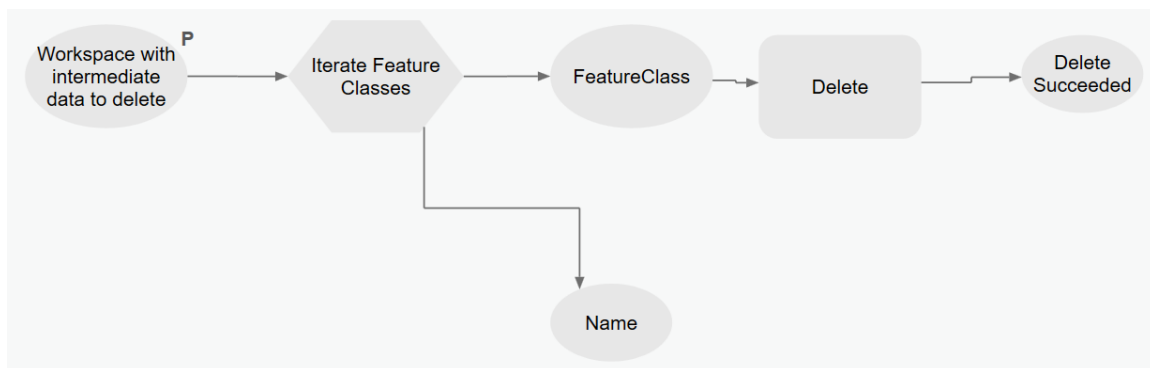 Workspace with
intermediate
data to delete
P
Iterate Feature
Classes
FeatureClass
Delete
Delete
Succeeded
Name